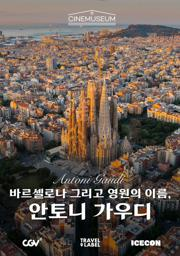 CINEMUSEUM
Antoni Gaudí
바르셀로나 그리고 영원의 이름,
안토니 가우디
CGV
TRAVEL LABEL
ICECON